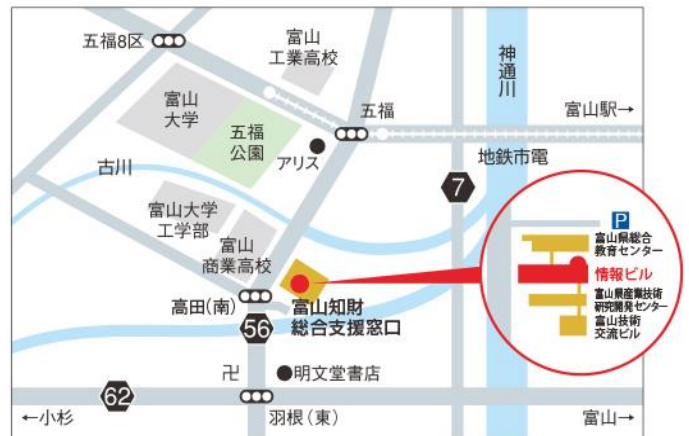 五福8区
富山
工業高校
神通川
富山
大学
五福
公園
五福
富山駅→
アリス
古川
地鉄市電
7
富山大学
工学部
富山
商業高校
P
富山県総合
教育センター
情報ビル
富山県産業技術
研究開発センター
富山技術
交流ビル
高田(南)
富山知財
総合支援窓口
56
卍
●明文堂書店
62
←小杉
羽根(東)
富山→